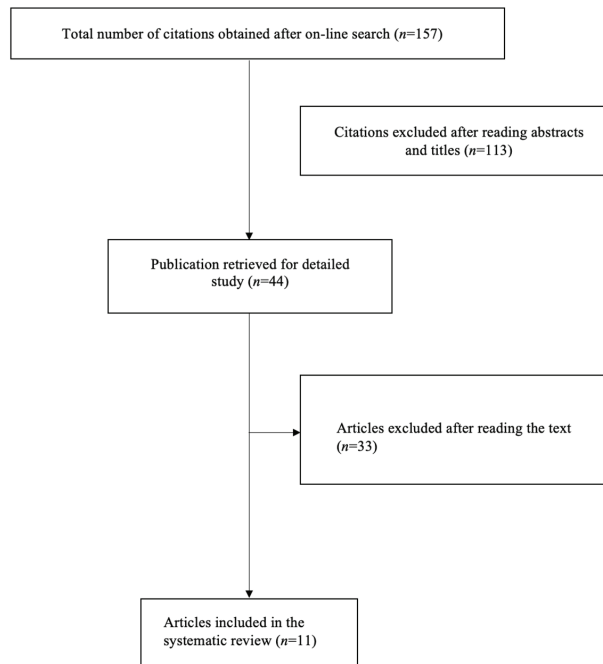 Total number of citations obtained after on-line search (n=157)
Citations excluded after reading abstracts
and titles (n=113)
Publication retrieved for detailed
study (n=44)
Articles excluded after reading the text
(n=33)
Articles included in the
systematic review (n=11)